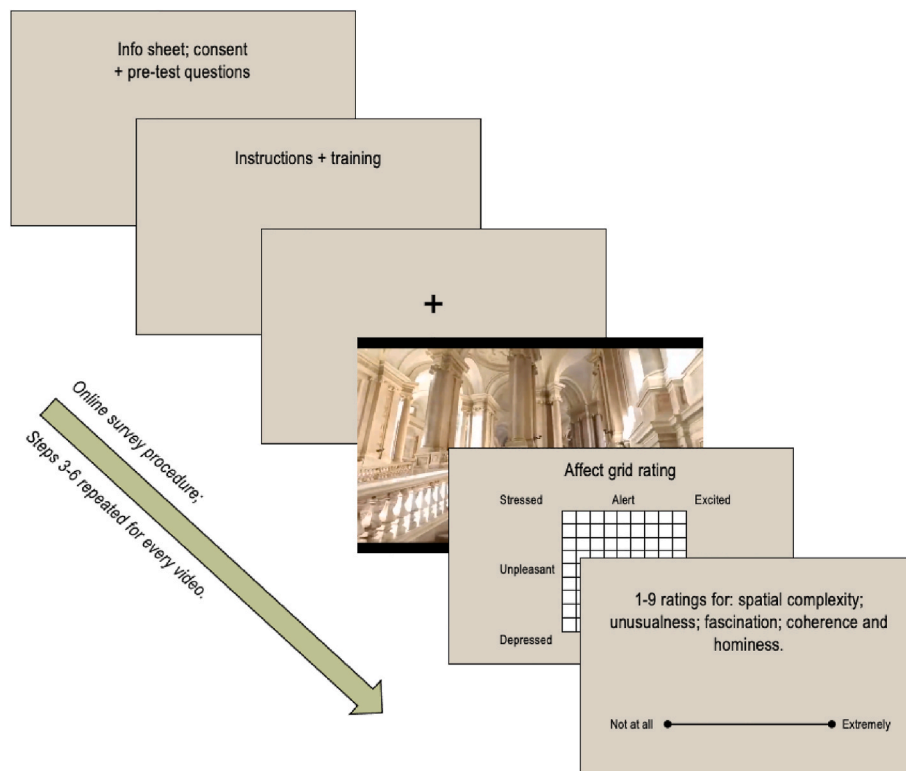 Info sheet; consent
+ pre-test questions
Instructions + training
+
Online survey procedure;
Steps 3-6 repeated for every video.
Affect grid rating
Stressed Alert Excited
Unpleasant
Depressed
1-9 ratings for: spatial complexity;
unusualness; fascination; coherence and
hominess.
Not at all Extremely